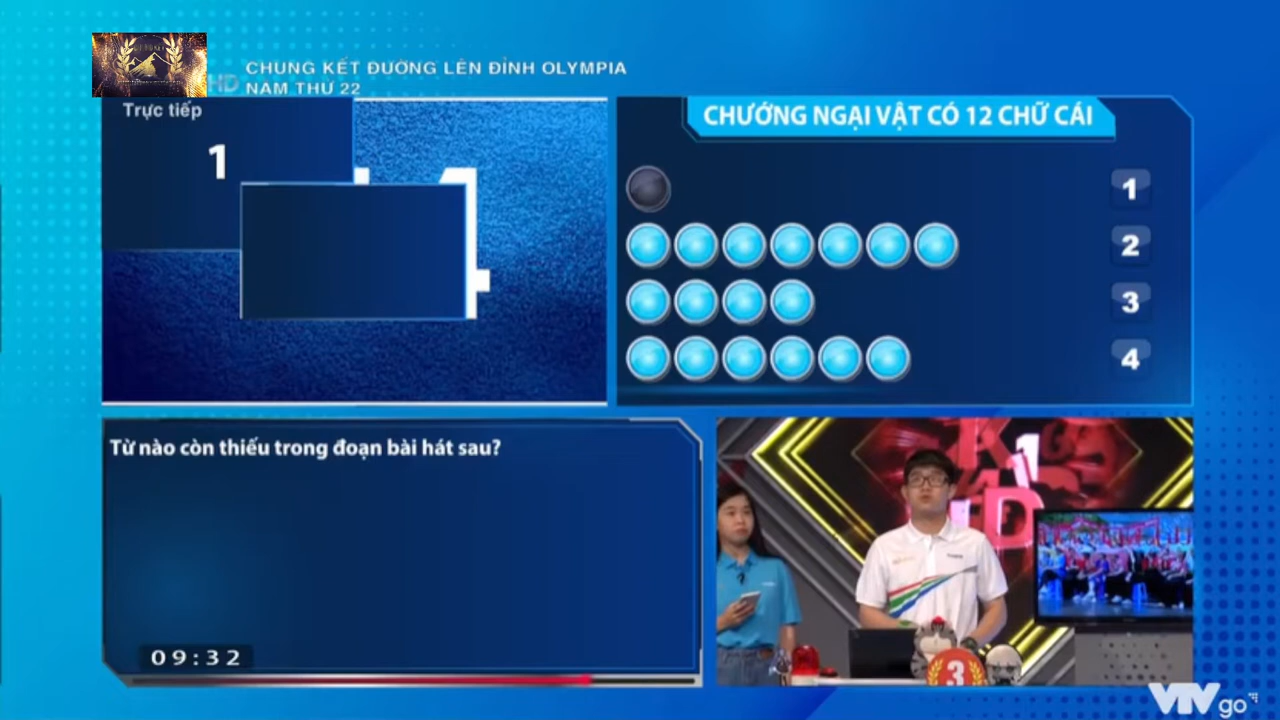 CHUNG KẾT ĐƯỜNG LÊN ĐỈNH OLYMPIA
HD NĂM THỨ 22
Trực tiếp
1
CHƯỚNG NGẠI VẬT CÓ 12 CHỮ CÁI
1
2
3
4
Từ nào còn thiếu trong đoạn bài hát sau?
09:32
3
VTV go